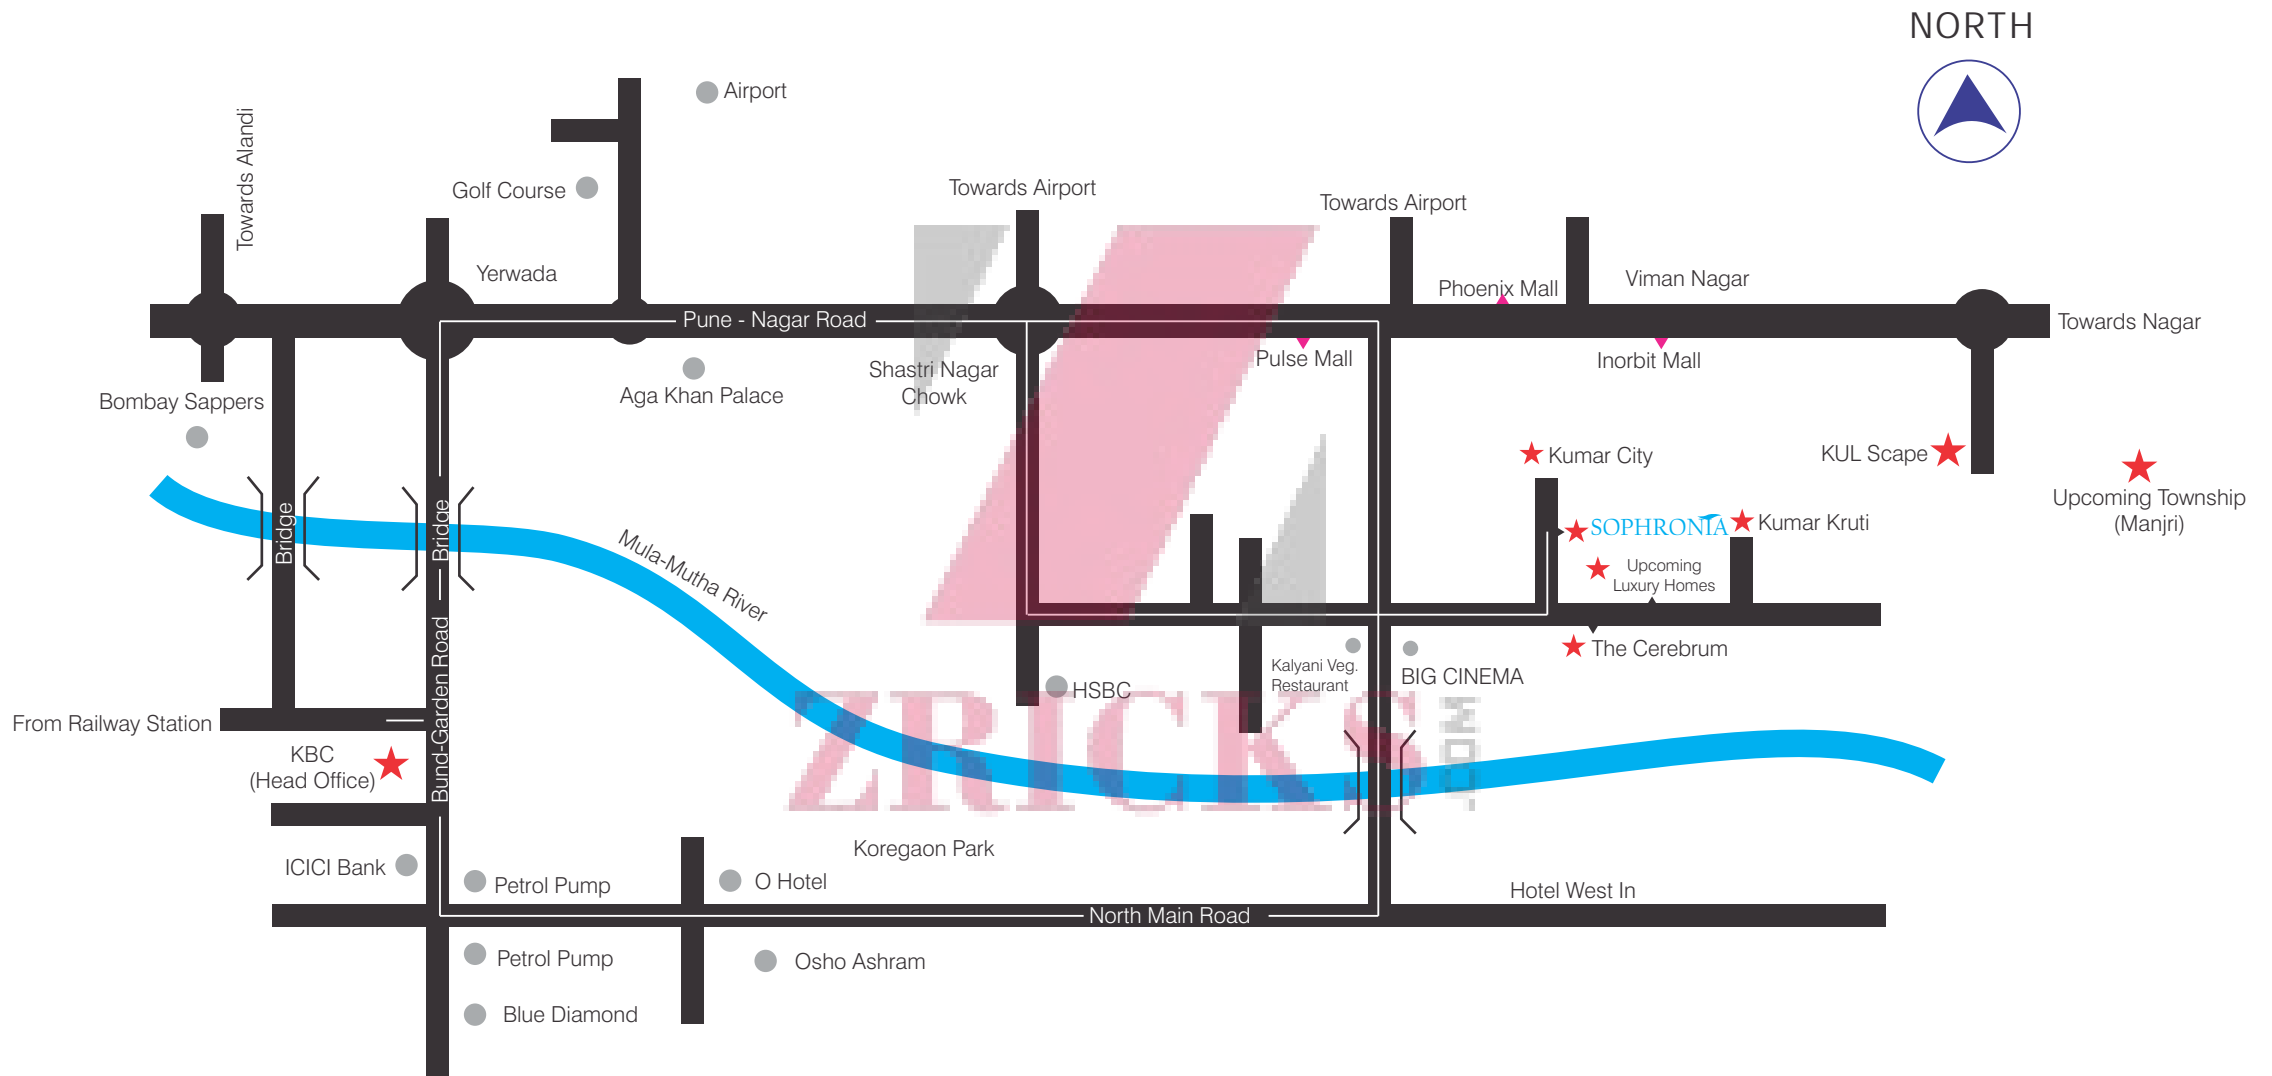 NORTH
Airport
Towards Alandi
Golf Course
Towards Airport
Towards Airport
Yerwada
Phoenix Mall
Viman Nagar
Pune - Nagar Road
Towards Nagar
Pulse Mall
Inorbit Mall
Shastri Nagar
Chowk
Aga Khan Palace
Bombay Sappers
Kumar City
KUL Scape
Upcoming Township
(Manjri)
SOPHRONIA
Kumar Kruti
Bridge
Bridge
Mula-Mutha River
Upcoming
Luxury Homes
The Cerebrum
Kalyani Veg.
Restaurant
BIG CINEMA
HSBC
ZRICKS
.COM
From Railway Station
Bund-Garden Road
KBC
(Head Office)
Koregaon Park
ICICI Bank
Petrol Pump
O Hotel
Hotel West In
North Main Road
Petrol Pump
Osho Ashram
Blue Diamond